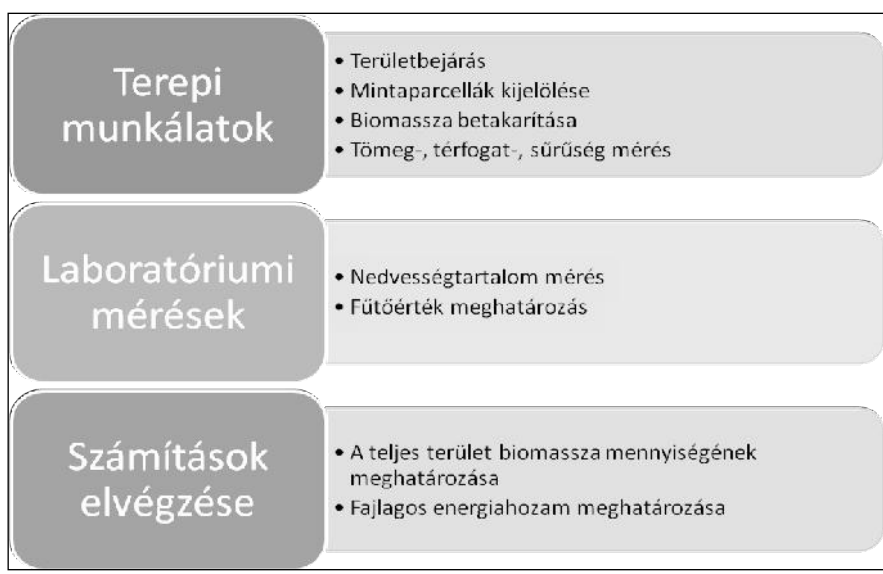 Terepi
munkálatok
• Területbejárás
• Mintaparcellák kijelölése
• Biomassza betakarítása
• Tömeg-, térfogat-, sűrűség mérés
Laboratóriumi
mérések
• Nedvességtartalom mérés
• Fűtőérték meghatározás
Számítások
elvégzése
• A teljes terület biomassza mennyiségének
meghatározása
• Fajlagos energiahozam meghatározása